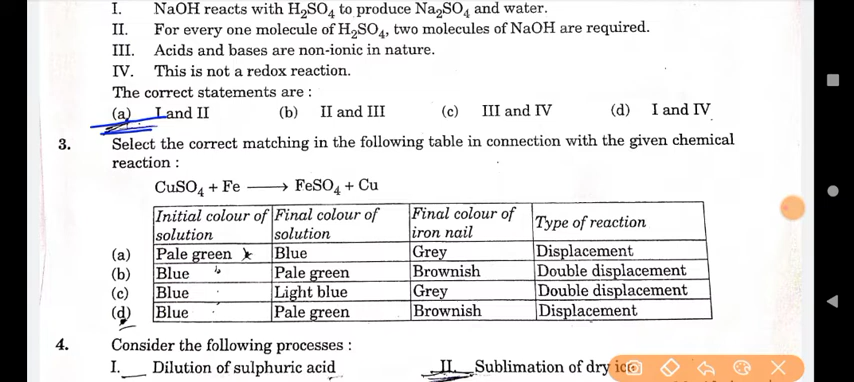 I. NaOH reacts with H₂SO₄ to produce Na₂SO₄ and water.
II. For every one molecule of H₂SO₄, two molecules of NaOH are required.
III. Acids and bases are non-ionic in nature.
IV. This is not a redox reaction.
The correct statements are :
(a) I and II (b) II and III (c) III and IV (d) I and IV
3. Select the correct matching in the following table in connection with the given chemical
reaction :
CuSO₄ + Fe ⟶ FeSO₄ + Cu
Initial colour of solution Final colour of solution Final colour of iron nail Type of reaction
(a) Pale green Blue Grey Displacement
(b) Blue Pale green Brownish Double displacement
(c) Blue Light blue Grey Double displacement
(d) Blue Pale green Brownish Displacement
4. Consider the following processes :
I. Dilution of sulphuric acid II. Sublimation of dry ice